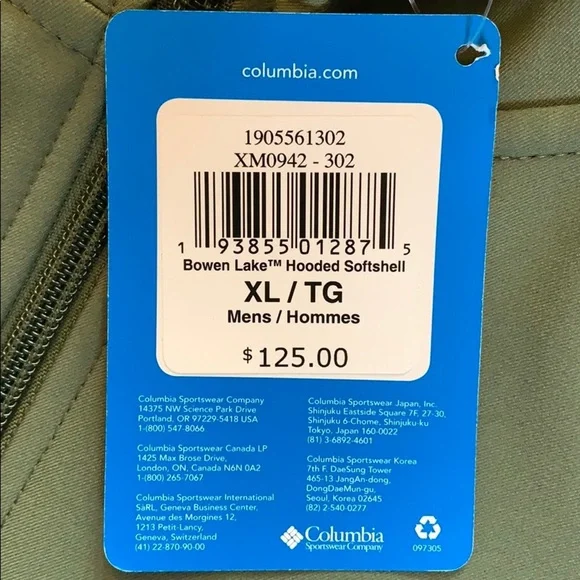 columbia.com
1905561302
XM0942 - 302
1 93855 01287 5
Bowen Lake™ Hooded Softshell
XL / TG
Mens / Hommes
$125.00
Columbia Sportswear Company
14375 NW Science Park Drive
Portland, OR 97229-5418 USA
1-(800) 547-8066
Columbia Sportswear Canada LP
1425 Max Brose Drive,
London, ON, Canada N6N 0A2
1-(800) 265-7067
Columbia Sportswear International
SàRL, Geneva Business Center,
Avenue des Morgines 12,
1213 Petit-Lancy,
Geneva, Switzerland
(41) 22-870-90-00
Columbia Sportswear Japan, Inc.
Shinjuku Eastside Square 7F, 27-30,
Shinjuku 6-Chome, Shinjuku-ku
Tokyo, Japan 160-0022
(81) 3-6892-4601
Columbia Sportswear Korea
7th F. DaeSung Tower
465-13 JangAn-dong,
DongDaeMun-gu,
Seoul, Korea 02645
(82) 2-540-0277
Columbia
Sportswear Company
097305